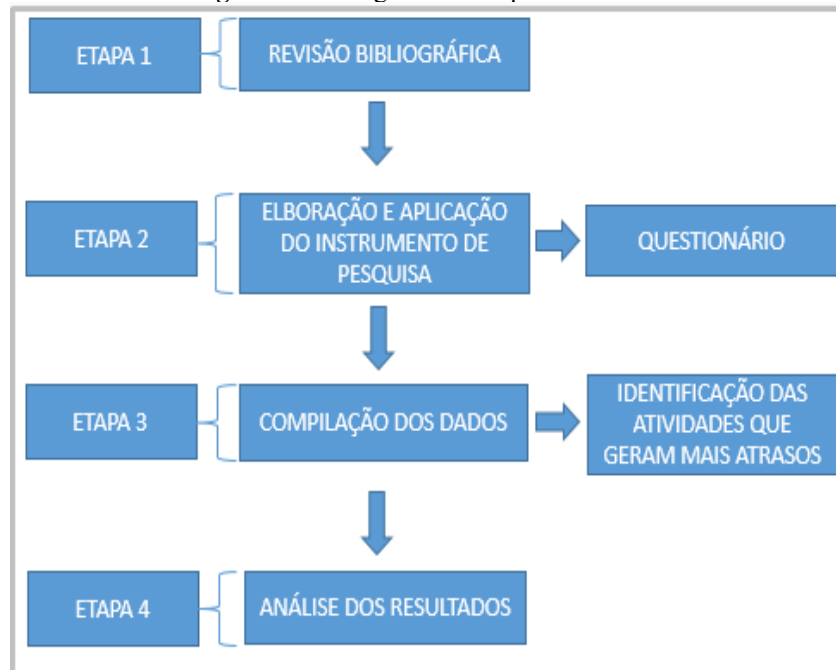 ETAPA 1
REVISÃO BIBLIOGRÁFICA
ETAPA 2
ELBORAÇÃO E APLICAÇÃO
DO INSTRUMENTO DE
PESQUISA
QUESTIONÁRIO
ETAPA 3
COMPILAÇÃO DOS DADOS
IDENTIFICAÇÃO DAS
ATIVIDADES QUE
GERAM MAIS ATRASOS
ETAPA 4
ANÁLISE DOS RESULTADOS